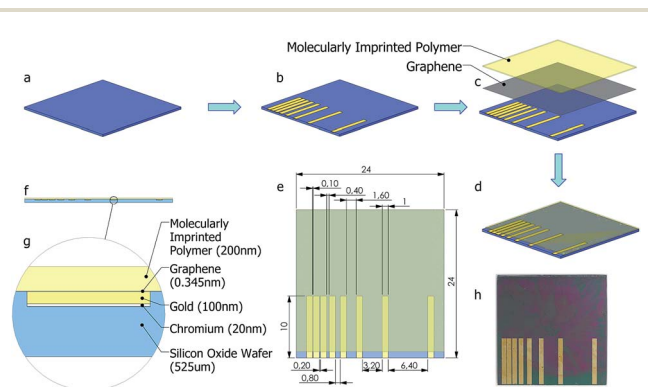 Molecularly Imprinted Polymer
Graphene
a
b
c
d
e
24
0,10
0,40
1,60
1
24
10
0,20
0,80
3,20
6,40
f
g
Molecularly
Imprinted
Polymer (200nm)
Graphene
(0.345nm)
Gold (100nm)
Chromium (20nm)
Silicon Oxide Wafer
(525um)
h